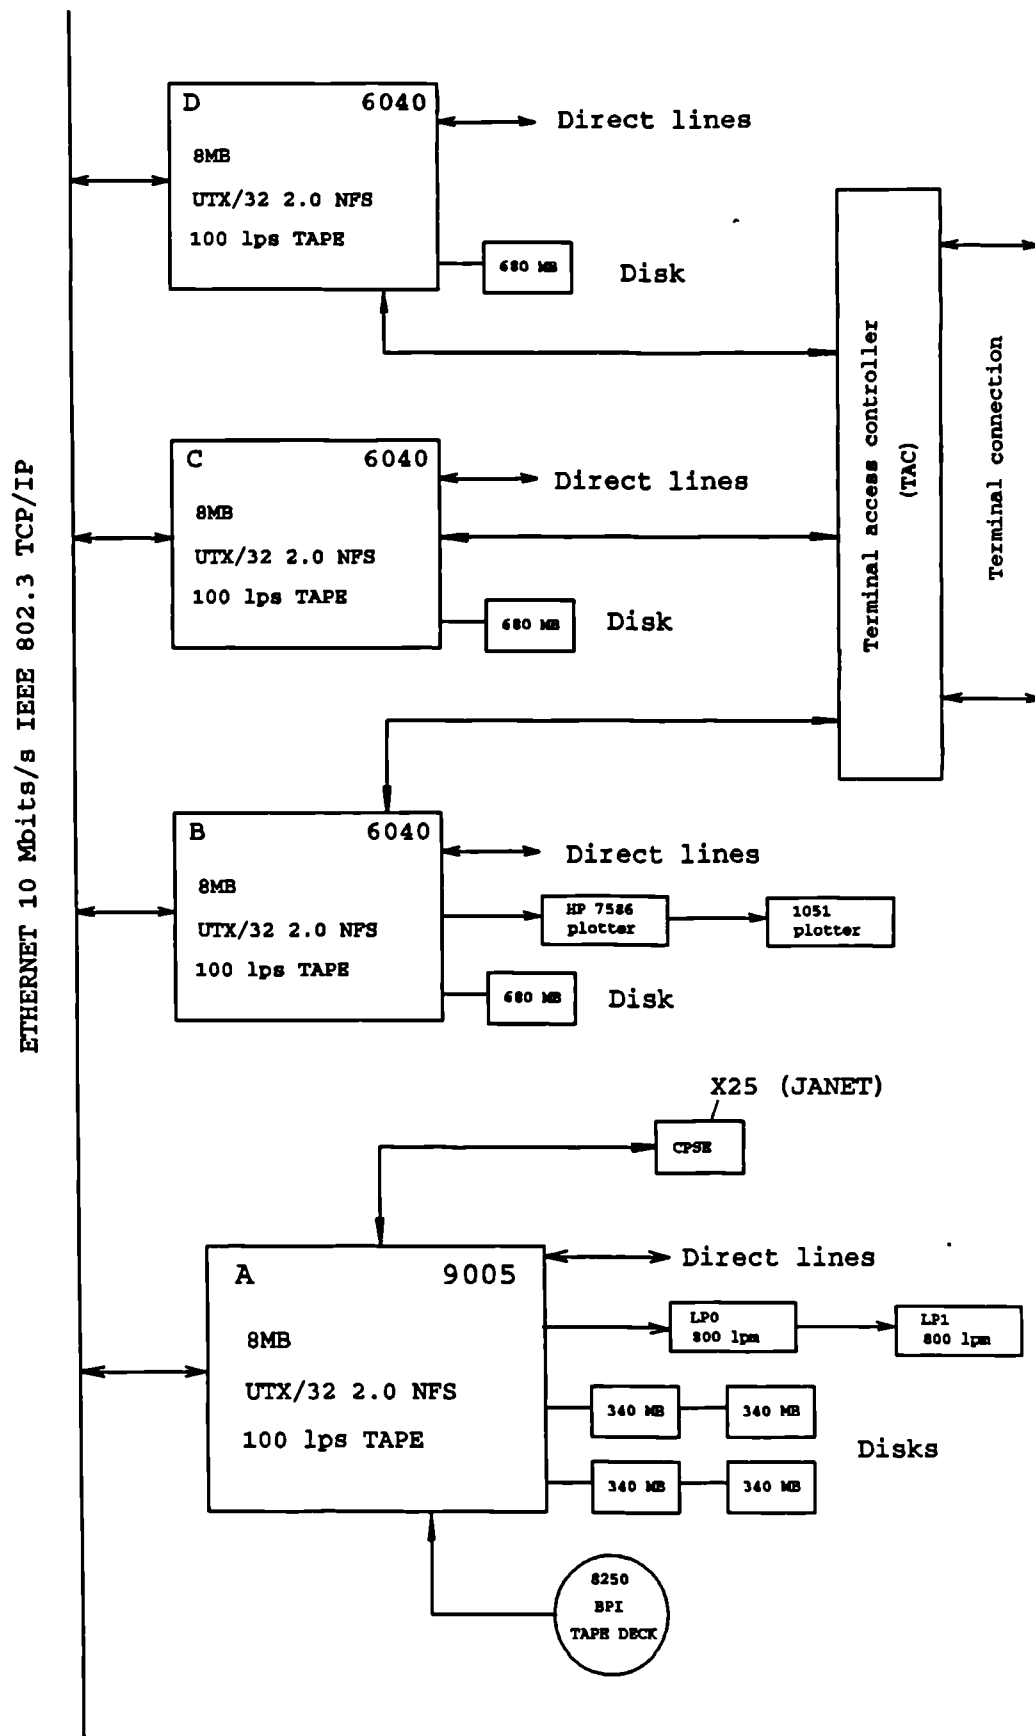 ETHERNET 10 Mbits/s IEEE 802.3 TCP/IP
D 6040
8MB
UTX/32 2.0 NFS
100 lps TAPE
Direct lines
680 MB
Disk
Terminal access controller
(TAC)
Terminal connection
C 6040
8MB
UTX/32 2.0 NFS
100 lps TAPE
Direct lines
680 MB
Disk
B 6040
8MB
UTX/32 2.0 NFS
100 lps TAPE
Direct lines
HP 7586
plotter
1051
plotter
680 MB
Disk
X25 (JANET)
CPSE
A 9005
8MB
UTX/32 2.0 NFS
100 lps TAPE
Direct lines
LP0
800 lpm
LP1
800 lpm
340 MB
340 MB
Disks
340 MB
340 MB
8250
BPI
TAPE DECK